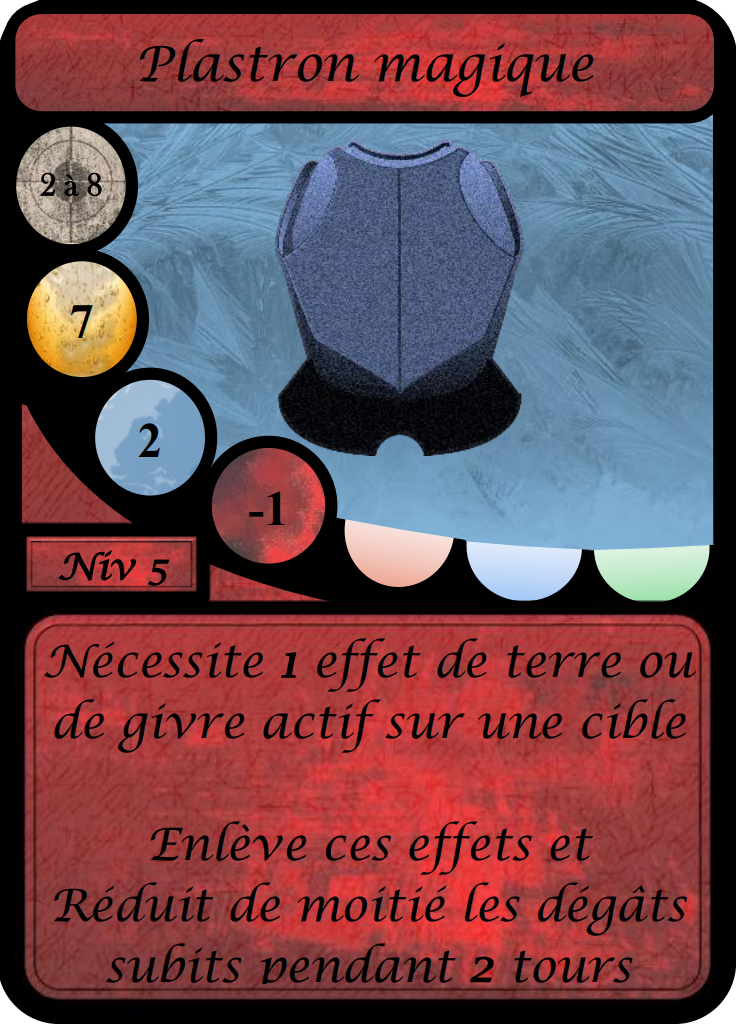 Plastron magique
2 à 8
7
2
-1
Niv 5
Nécessite 1 effet de terre ou
de givre actif sur une cible
Enlève ces effets et
Réduit de moitié les dégâts
subits pendant 2 tours